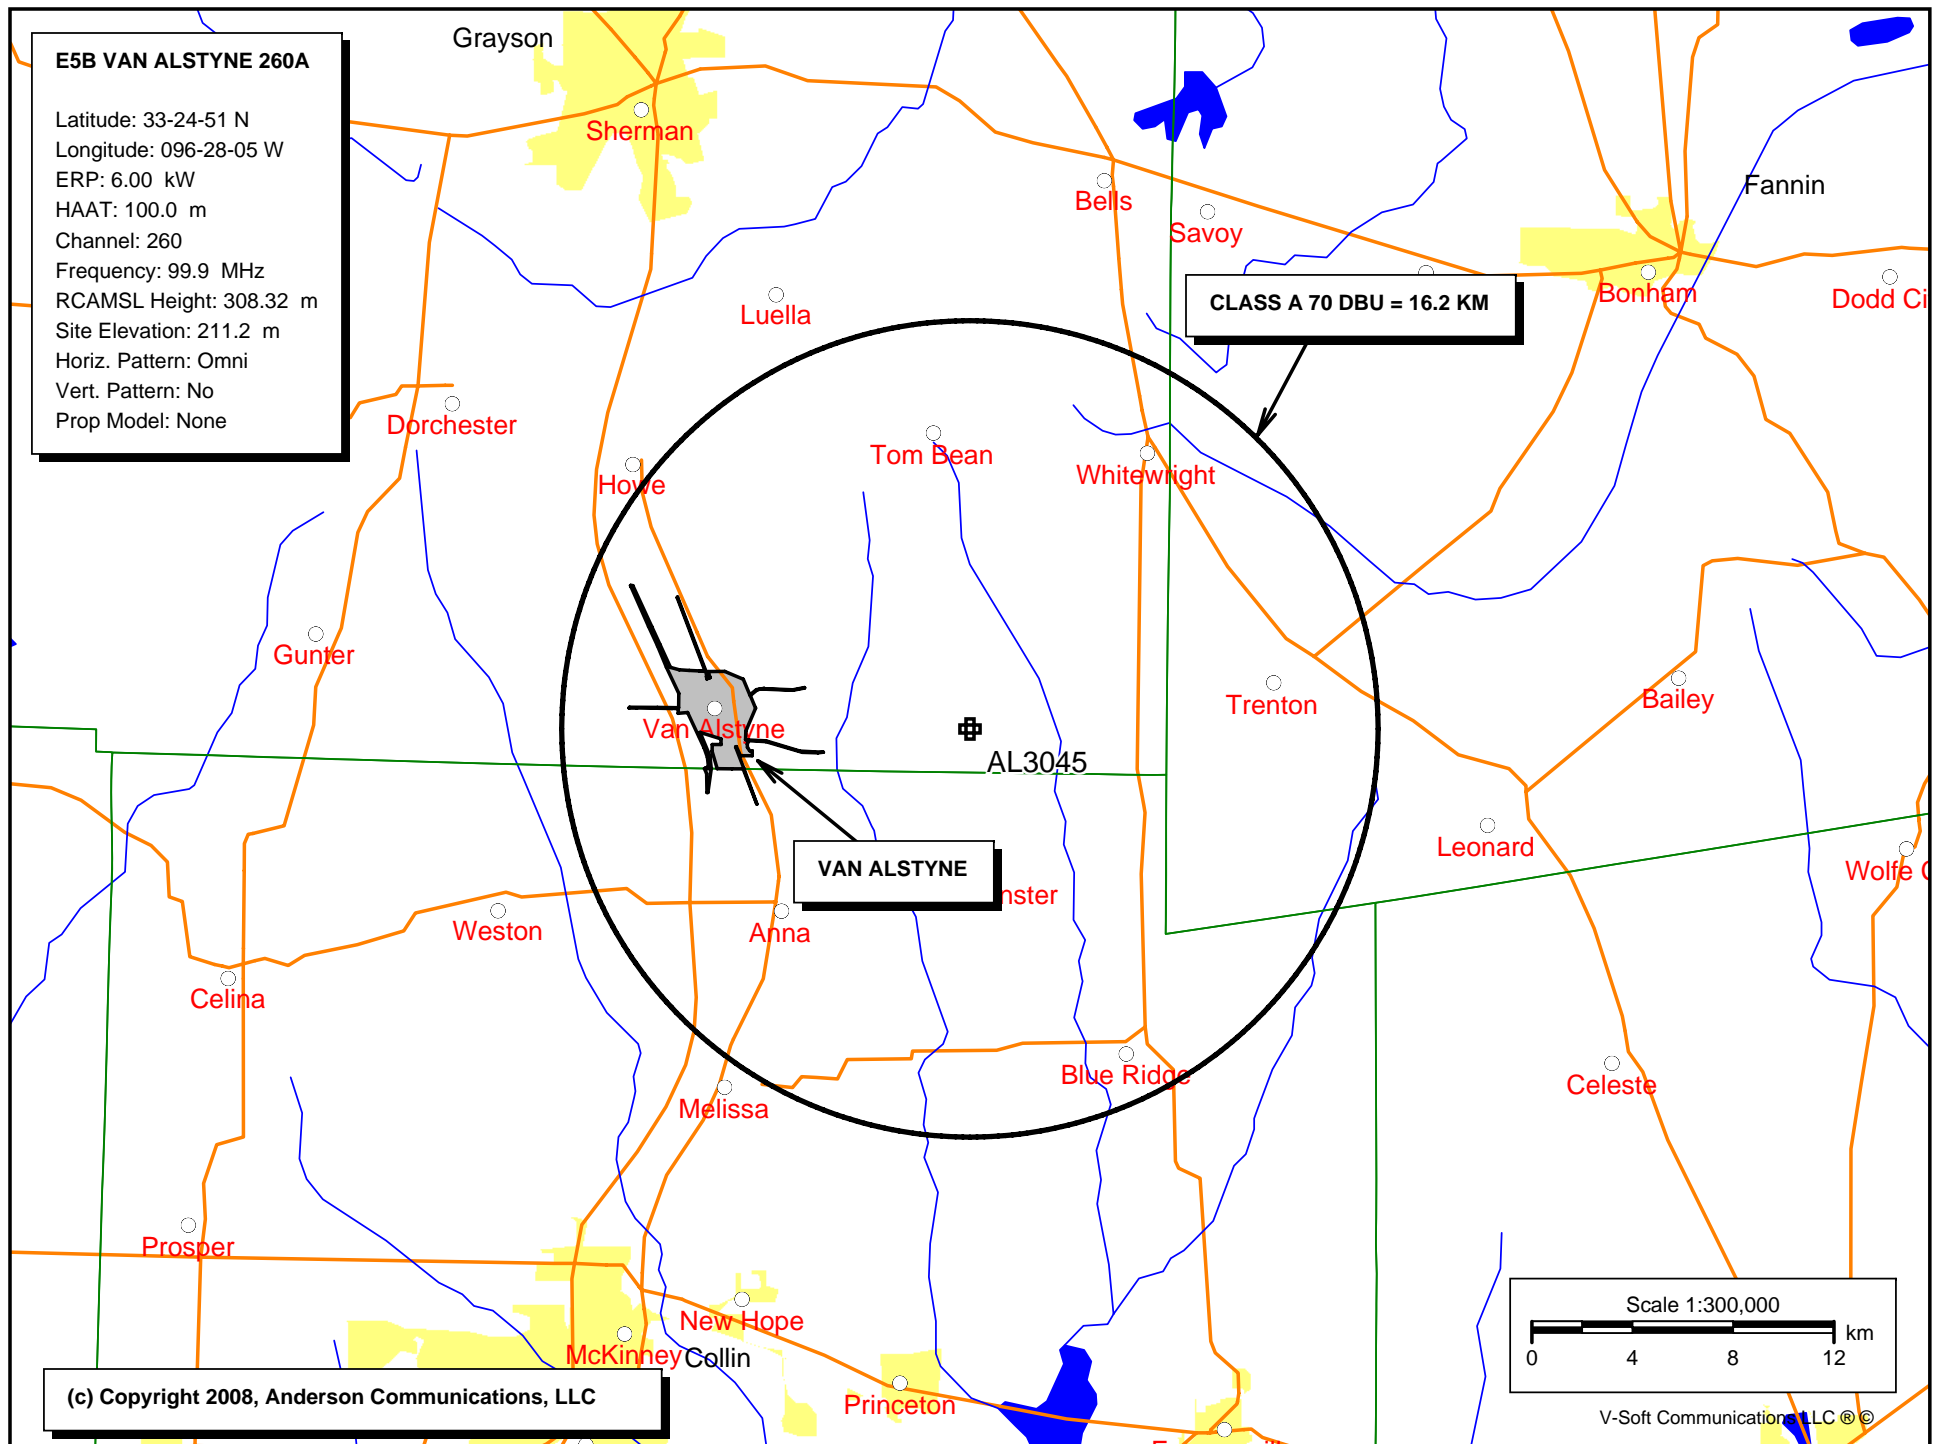 Grayson
E5B VAN ALSTYNE 260A
Latitude: 33-24-51 N
Longitude: 096-28-05 W
ERP: 6.00 kW
HAAT: 100.0 m
Channel: 260
Frequency: 99.9 MHz
RCAMSL Height: 308.32 m
Site Elevation: 211.2 m
Horiz. Pattern: Omni
Vert. Pattern: No
Prop Model: None
Sherman
Bells
Savoy
Fannin
CLASS A 70 DBU = 16.2 KM
Bonham
Dodd Ci
Luella
Dorchester
Tom Bean
Whitewright
Howe
Gunter
Van Alstyne
Trenton
Bailey
AL3045
VAN ALSTYNE
nster
Leonard
Wolfe C
Weston
Anna
Celina
Blue Ridge
Celeste
Melissa
Prosper
New Hope
McKinney
Collin
Princeton
Scale 1:300,000
km
0 4 8 12
(c) Copyright 2008, Anderson Communications, LLC
V-Soft Communications LLC ® ©